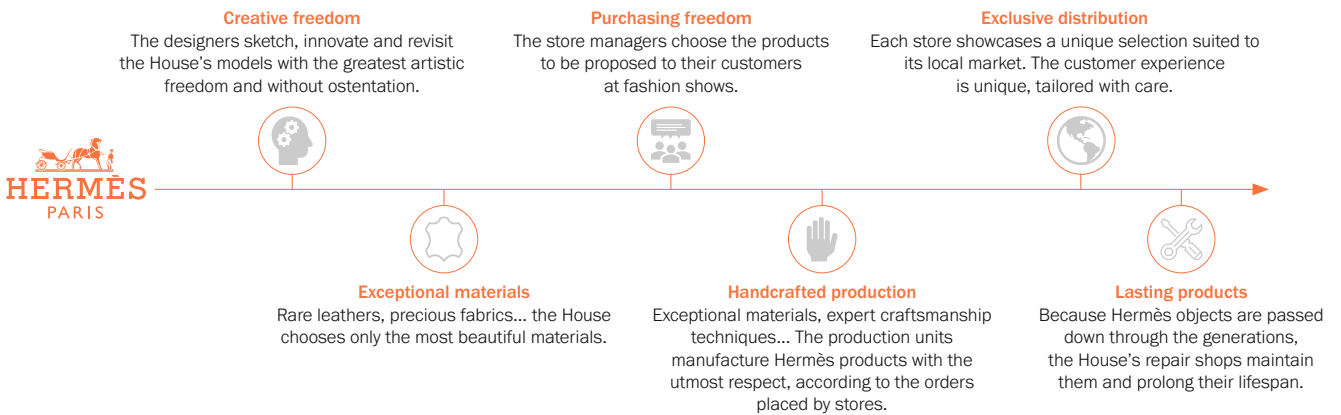 Creative freedom
The designers sketch, innovate and revisit
the House's models with the greatest artistic
freedom and without ostentation.
Purchasing freedom
The store managers choose the products
to be proposed to their customers
at fashion shows.
Exclusive distribution
Each store showcases a unique selection suited to
its local market. The customer experience
is unique, tailored with care.
HERMÈS
PARIS
Exceptional materials
Rare leathers, precious fabrics... the House
chooses only the most beautiful materials.
Handcrafted production
Exceptional materials, expert craftsmanship
techniques... The production units
manufacture Hermès products with the
utmost respect, according to the orders
placed by stores.
Lasting products
Because Hermès objects are passed
down through the generations,
the House's repair shops maintain
them and prolong their lifespan.